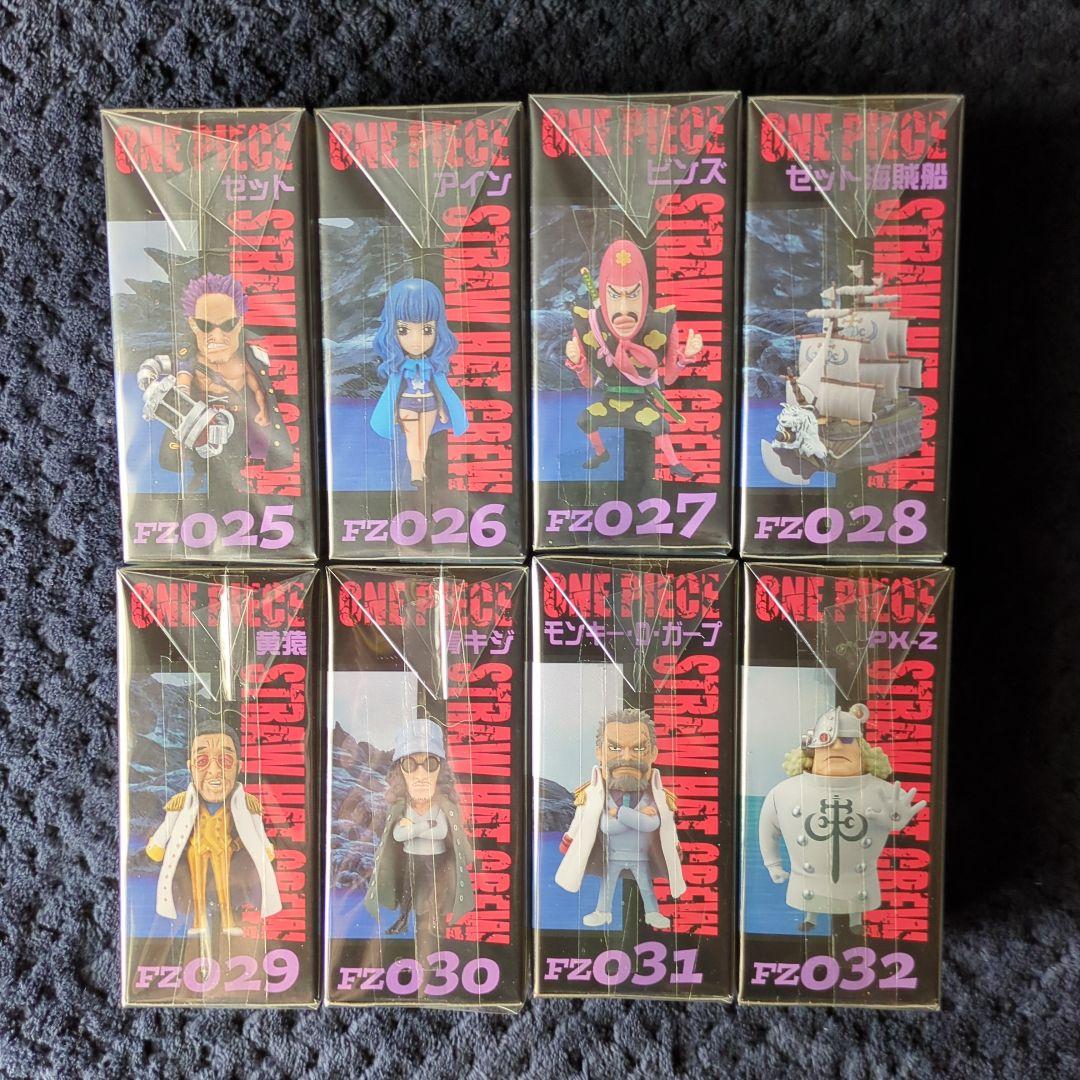 ONE PIECE
ゼット
STRAW HAT CREW
FZ025
ONE PIECE
アイン
STRAW HAT CREW
FZ026
ONE PIECE
ビンズ
STRAW HAT CREW
FZ027
ONE PIECE
ゼット海賊船
STRAW HAT CREW
FZ028
ONE PIECE
黄猿
STRAW HAT CREW
FZ029
ONE PIECE
青キジ
STRAW HAT CREW
FZ030
ONE PIECE
モンキー・D・ガープ
STRAW HAT CREW
FZ031
ONE PIECE
PX-Z
STRAW HAT CREW
FZ032